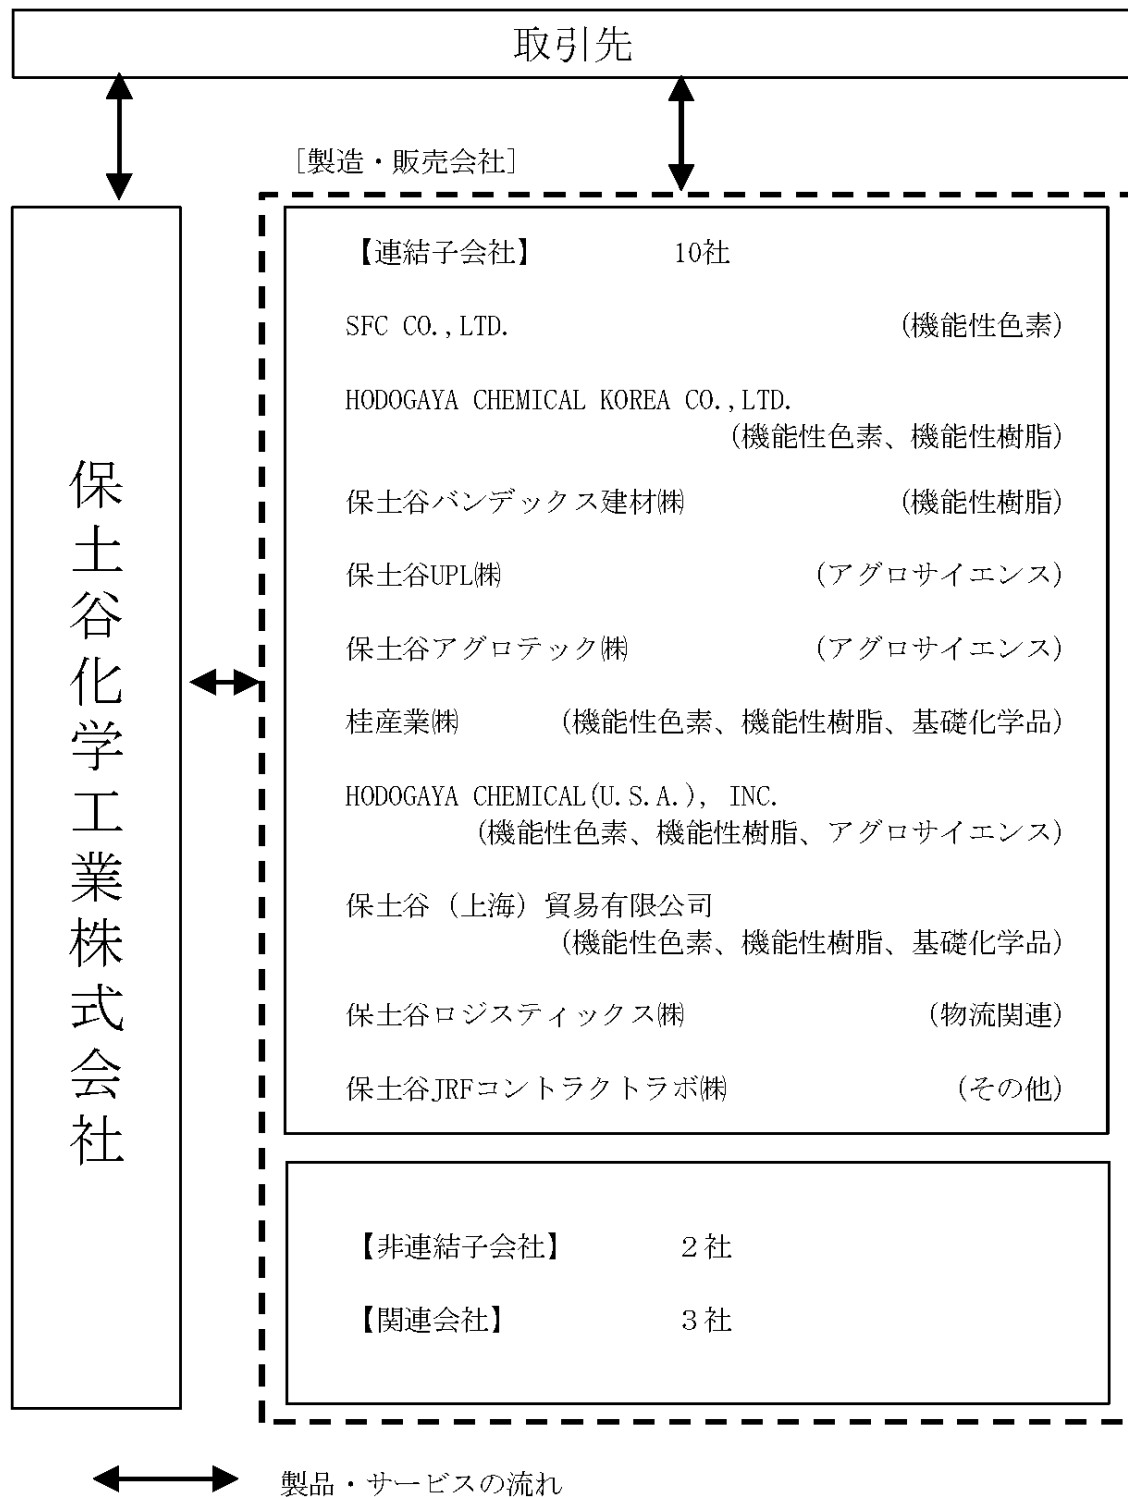 取引先
[製造・販売会社]
保土谷化学工業株式会社
【連結子会社】 10社
SFC CO.,LTD. (機能性色素)
HODOGAYA CHEMICAL KOREA CO.,LTD.
(機能性色素、機能性樹脂)
保土谷バンデックス建材㈱ (機能性樹脂)
保土谷UPL㈱ (アグロサイエンス)
保土谷アグロテック㈱ (アグロサイエンス)
桂産業㈱ (機能性色素、機能性樹脂、基礎化学品)
HODOGAYA CHEMICAL(U.S.A.), INC.
(機能性色素、機能性樹脂、アグロサイエンス)
保土谷（上海）貿易有限公司
(機能性色素、機能性樹脂、基礎化学品)
保土谷ロジスティックス㈱ (物流関連)
保土谷JRFコントラクトラボ㈱ (その他)
【非連結子会社】 ２社
【関連会社】 ３社
製品・サービスの流れ